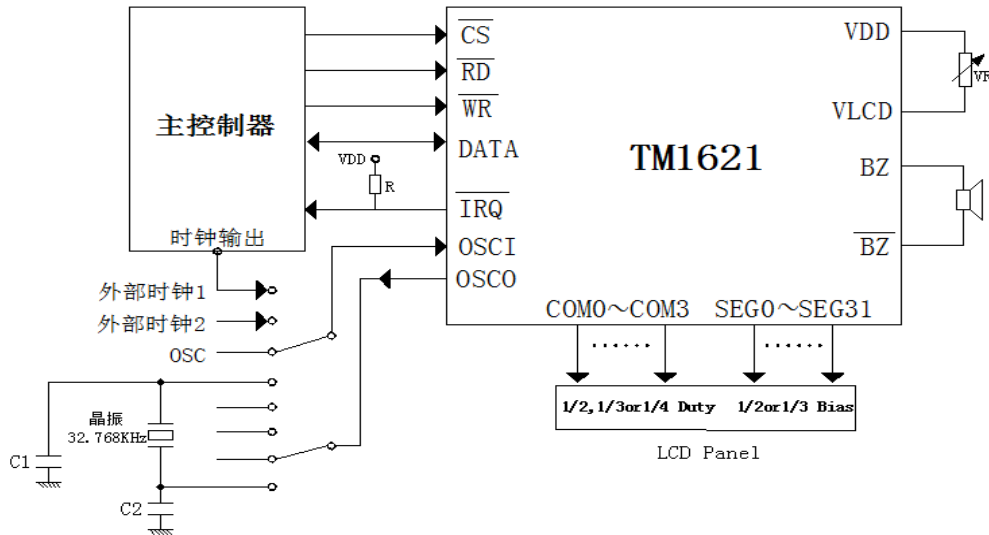 主控制器
时钟输出
外部时钟1
外部时钟2
OSC
晶振
32.768KHz
C1
C2
VDD
R
CS
RD
WR
DATA
IRQ
OSCI
OSCO
TM1621
VDD
VLCD
BZ
BZ
VR
COM0～COM3
SEG0～SEG31
1/2,1/3or1/4 Duty
1/2or1/3 Bias
LCD Panel